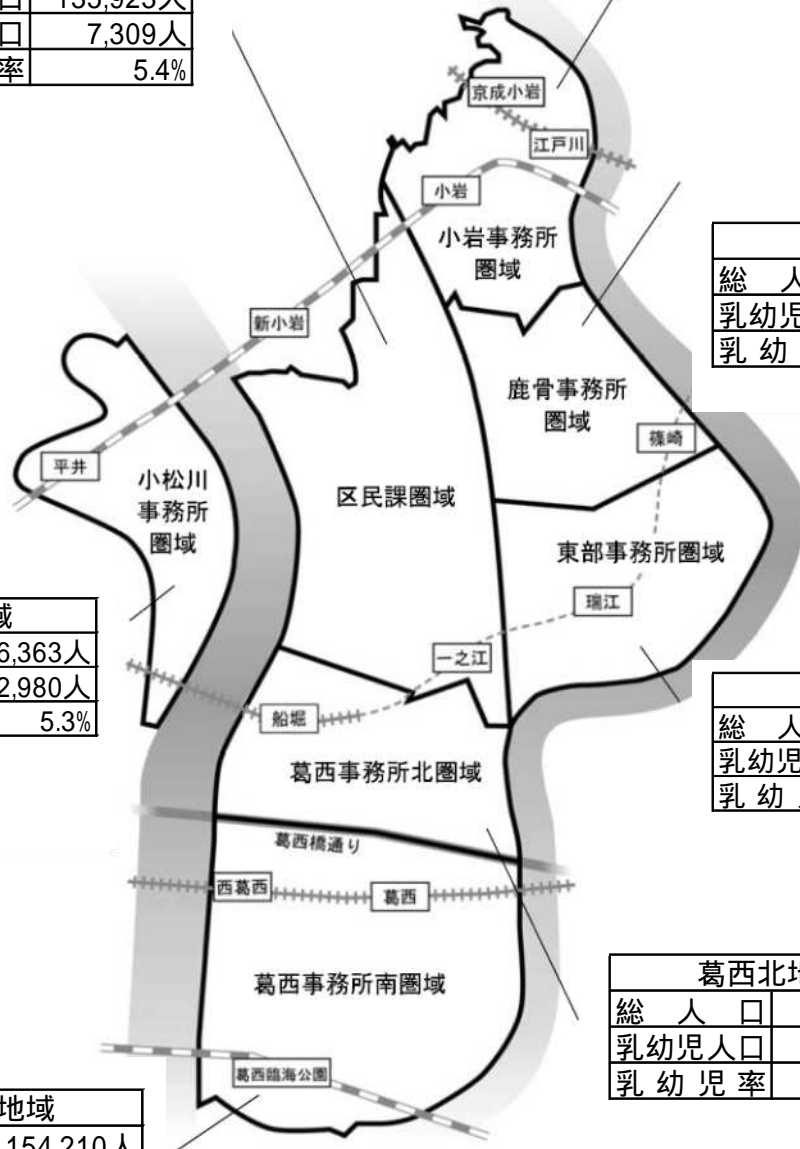 7,309人
率 5.4%
京成小岩
江戸川
小岩
小岩事務所
圏域
新小岩
総 人
乳幼児
乳 幼
鹿骨事務所
圏域
篠崎
平井
小松川
事務所
圏域
区民課圏域
東部事務所圏域
瑞江
域
6,363人
2,980人
5.3%
一之江
船堀
総 人
乳幼児
乳 幼
葛西事務所北圏域
葛西橋通り
西葛西
葛西
葛西事務所南圏域
葛西北地
総 人 口
乳幼児人口
乳 幼 児 率
葛西臨海公園
地域
154,210人